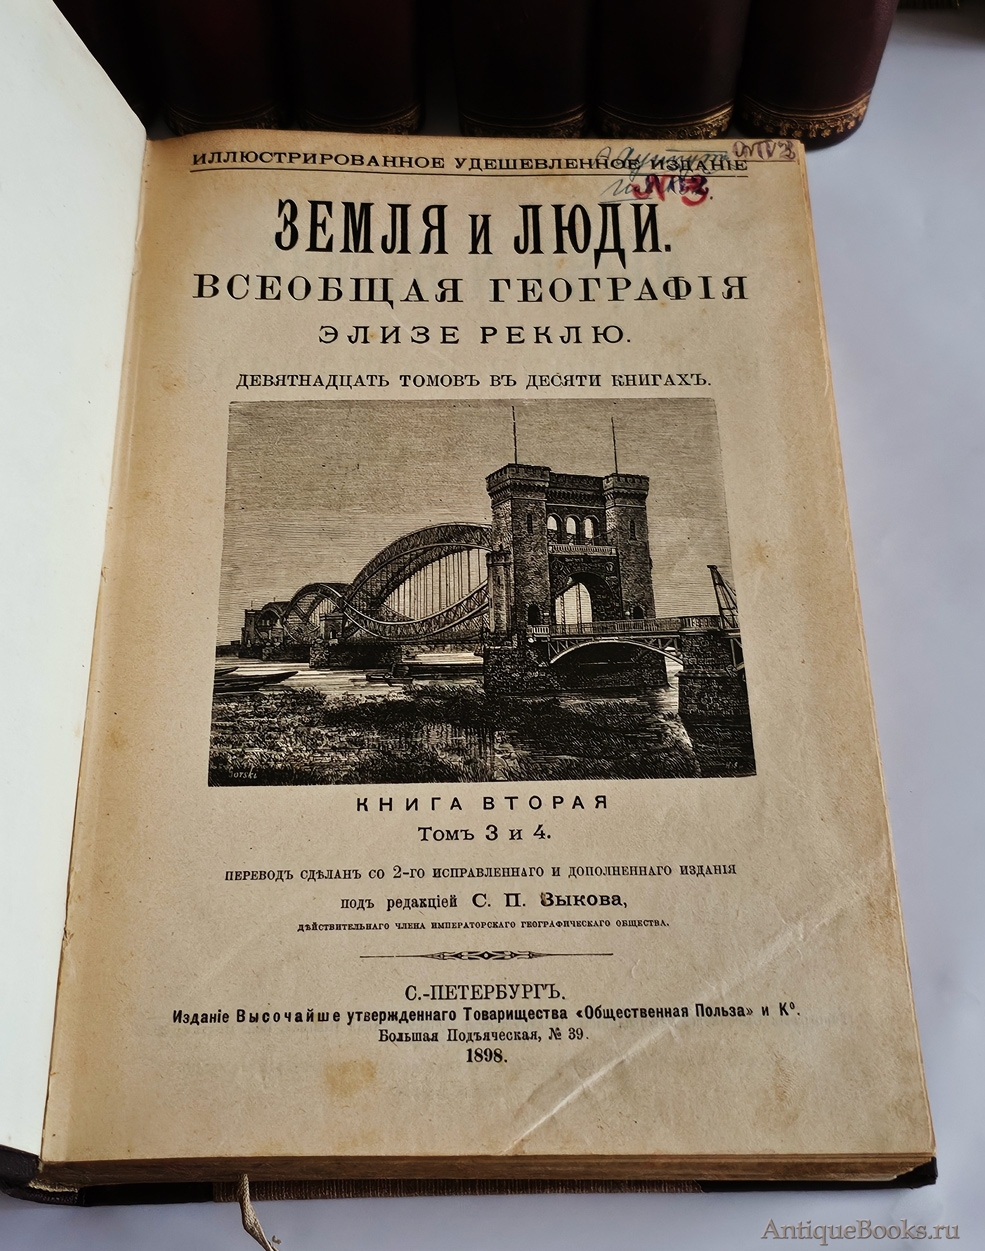 ИЛЛЮСТРИРОВАННОЕ УДЕШЕВЛЕННОЕ ИЗДАНІЕ
№ 3
ЗЕМЛЯ и ЛЮДИ.
ВСЕОБЩАЯ ГЕОГРАФІЯ
ЭЛИЗЕ РЕКЛЮ.
ДЕВЯТНАДЦАТЬ ТОМОВЪ ВЪ ДЕСЯТИ КНИГАХЪ.
КНИГА ВТОРАЯ
Томъ 3 и 4.
ПЕРЕВОДЪ СДѢЛАНЪ СО 2-ГО ИСПРАВЛЕННАГО И ДОПОЛНЕННАГО ИЗДАНІЯ
подъ редакціей С. П. Зыкова,
ДѢЙСТВИТЕЛЬНАГО ЧЛЕНА ИМПЕРАТОРСКАГО ГЕОГРАФИЧЕСКАГО ОБЩЕСТВА.
С.-ПЕТЕРБУРГЪ.
Изданіе Высочайше утвержденнаго Товарищества «Общественная Польза» и Кº.
Большая Подъяческая, № 39.
1898.
AntiqueBooks.ru